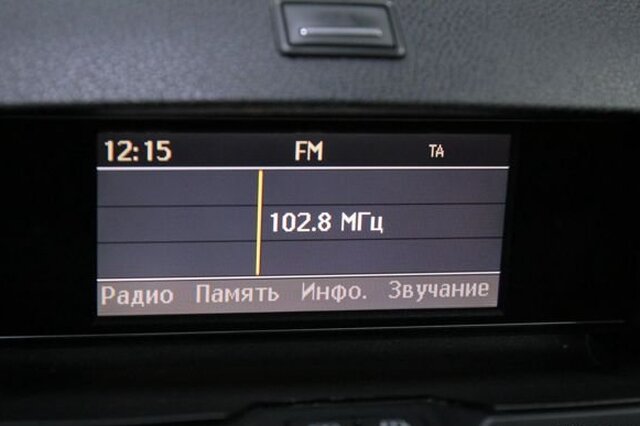 12:15 FM TA
102.8 МГц
Радио Память Инфо. Звучание